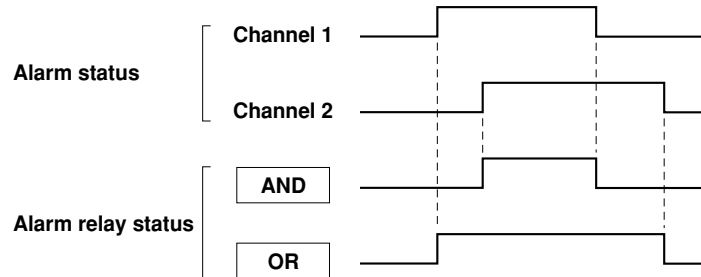 Channel 1
Alarm status
Channel 2
AND
Alarm relay status
OR